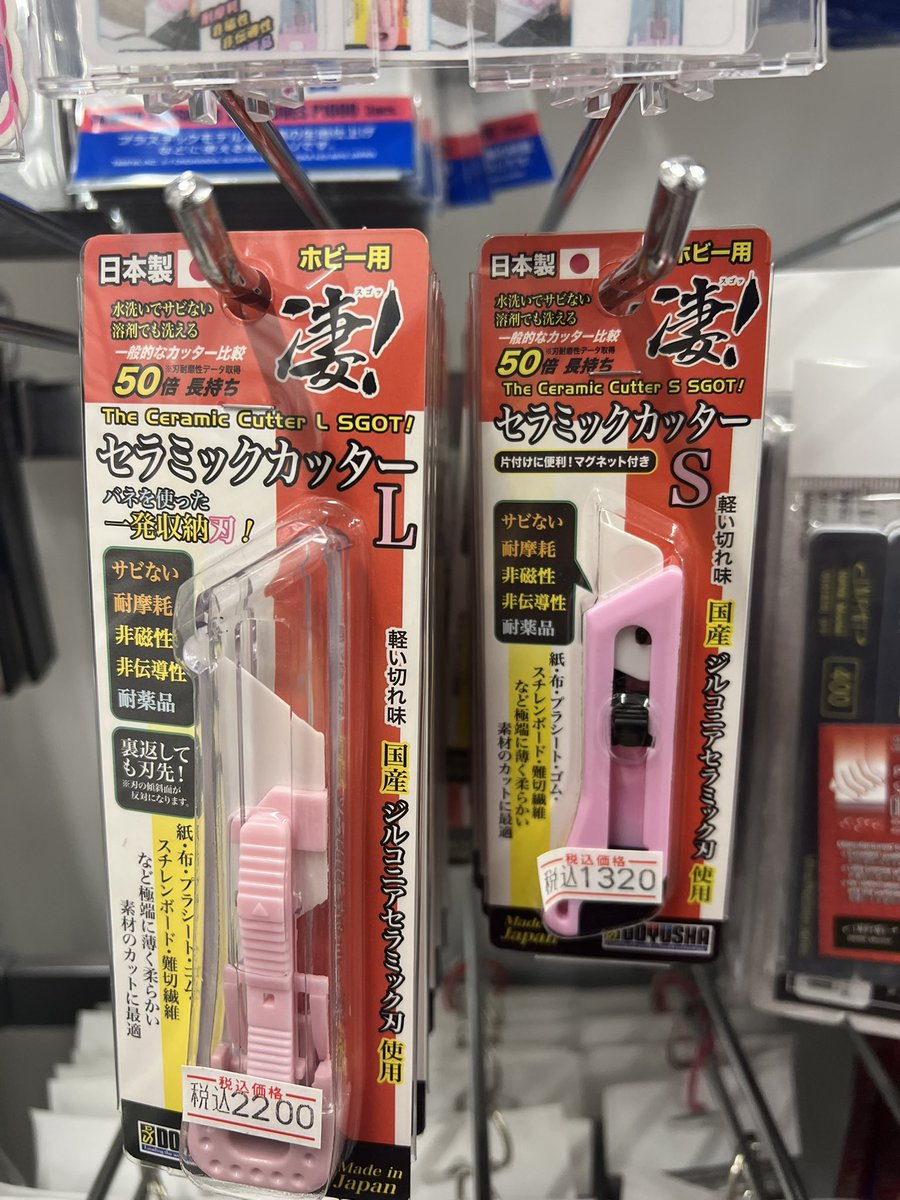 プラスチックモデル
日本製
ホビー用
水洗いでサビない
溶剤でも洗える
一般的なカッター比較
※刃耐磨性データ取得
50倍 長持ち
スゴッ
凄!
The Ceramic Cutter L SGOT!
セラミックカッター
L
バネを使った
一発収納刃!
サビない
耐摩耗
非磁性
非伝導性
耐薬品
裏返して
も刃先!
※刃の傾斜面が
反対になります。
軽い切れ味
国産 ジルコニアセラミック刃 使用
紙・布・プラシート・ゴム・
スチレンボード・難切繊維
など極端に薄く柔らかい
素材のカットに最適
税込価格
税込2200
Made in
Japan
日本製
ホビー用
水洗いでサビない
溶剤でも洗える
一般的なカッター比較
※刃耐磨性データ取得
50倍 長持ち
スゴッ
凄!
The Ceramic Cutter S SGOT!
セラミックカッター
片付けに便利!マグネット付き
S
サビない
耐摩耗
非磁性
非伝導性
耐薬品
軽い切れ味
国産 ジルコニアセラミック刃 使用
紙・布・プラシート・ゴム・
スチレンボード・難切繊維
など極端に薄く柔らかい
素材のカットに最適
税込価格
税込1320
Made in
Japan
DOYUSHA
400